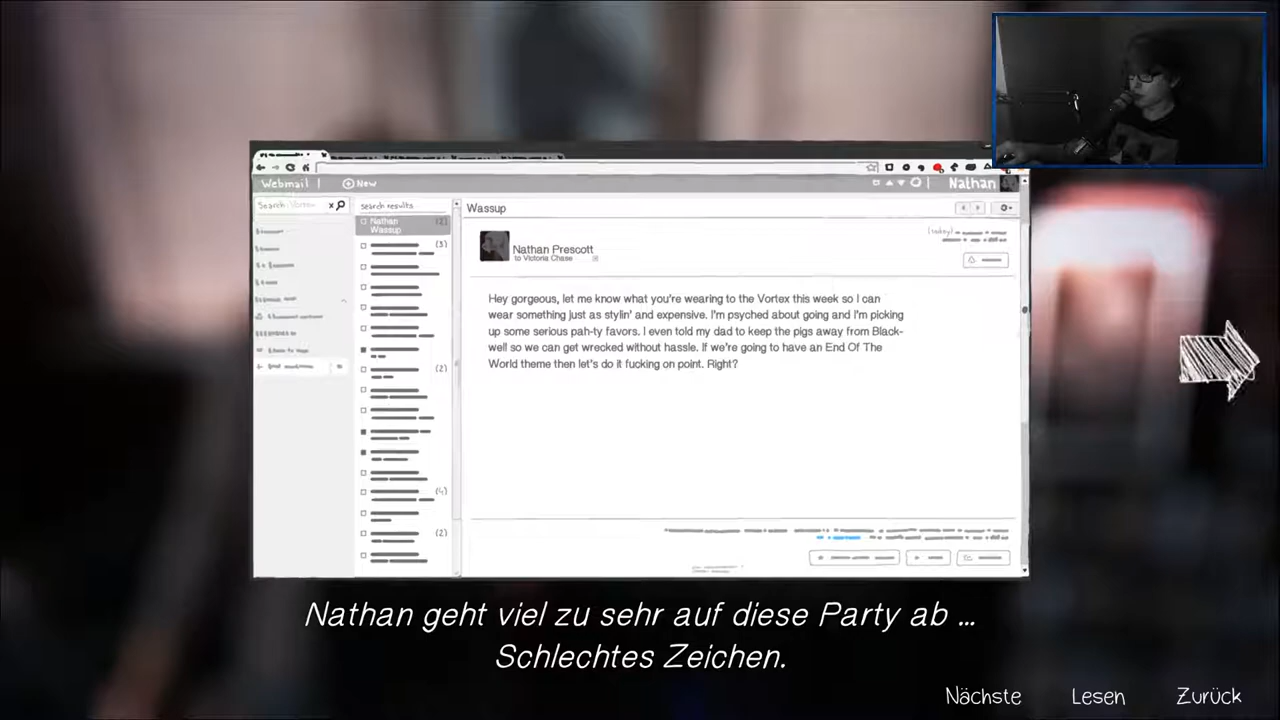 Webmail
New
Nathan
Search Vortex
x
search results
Nathan
(2)
Wassup
(3)
(2)
(4)
(2)
Wassup
(today)
Nathan Prescott
to Victoria Chase
Hey gorgeous, let me know what you're wearing to the Vortex this week so I can
wear something just as stylin' and expensive. I'm psyched about going and I'm picking
up some serious pah-ty favors. I even told my dad to keep the pigs away from Black-
well so we can get wrecked without hassle. If we're going to have an End Of The
World theme then let's do it fucking on point. Right?
Nathan geht viel zu sehr auf diese Party ab ...
Schlechtes Zeichen.
Nächste Lesen Zurück